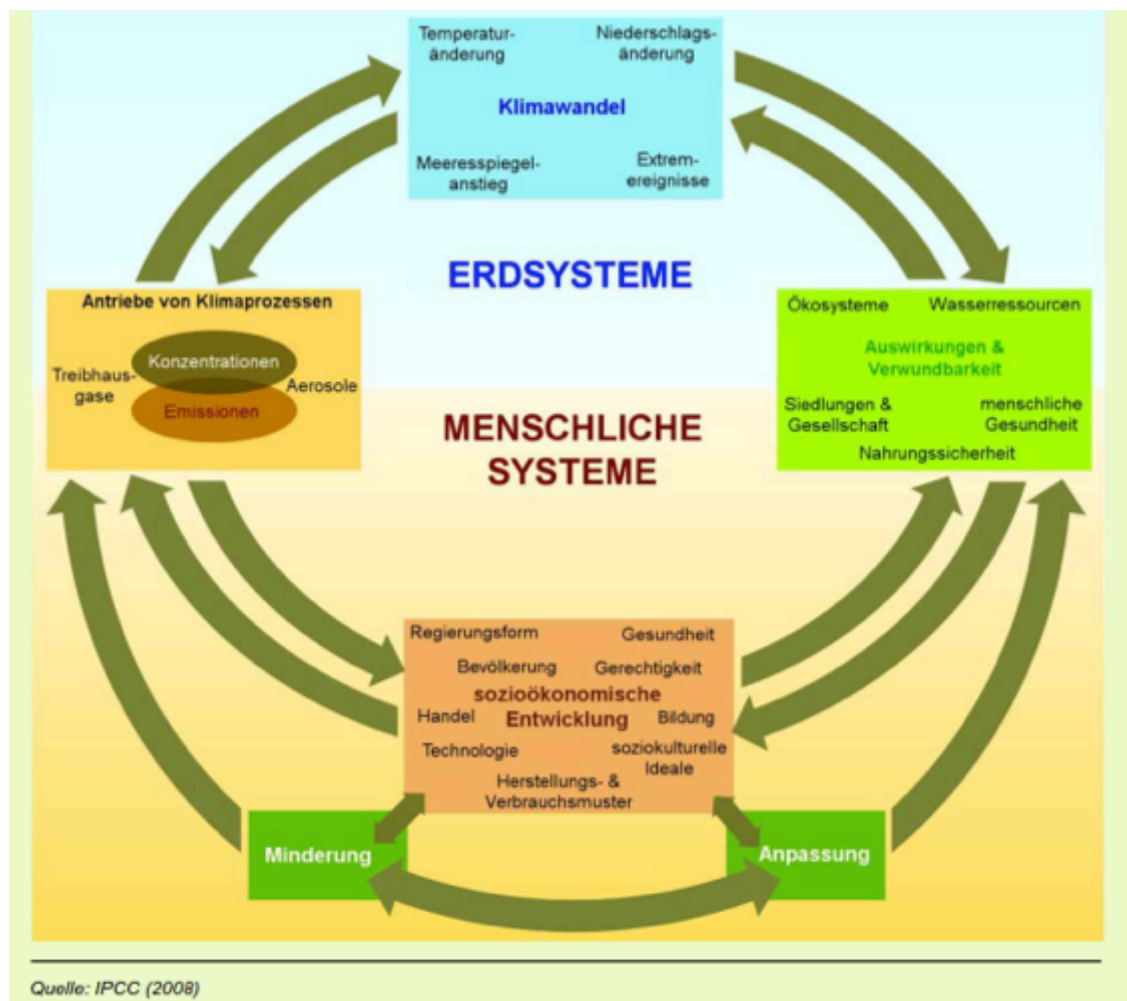 Temperatur-
änderung
Niederschlags-
änderung
Klimawandel
Meeresspiegel-
anstieg
Extrem-
ereignisse
ERDSYSTEME
Antriebe von Klimaprozessen
Konzentrationen
Treibhaus-
gase
Aerosole
Emissionen
Ökosysteme
Wasserressourcen
Auswirkungen &
Verwundbarkeit
Siedlungen &
Gesellschaft
menschliche
Gesundheit
Nahrungssicherheit
MENSCHLICHE
SYSTEME
Regierungsform
Gesundheit
Bevölkerung
Gerechtigkeit
sozioökonomische
Entwicklung
Handel
Bildung
Technologie
soziokulturelle
Ideale
Herstellungs- &
Verbrauchsmuster
Minderung
Anpassung
Quelle: IPCC (2008)